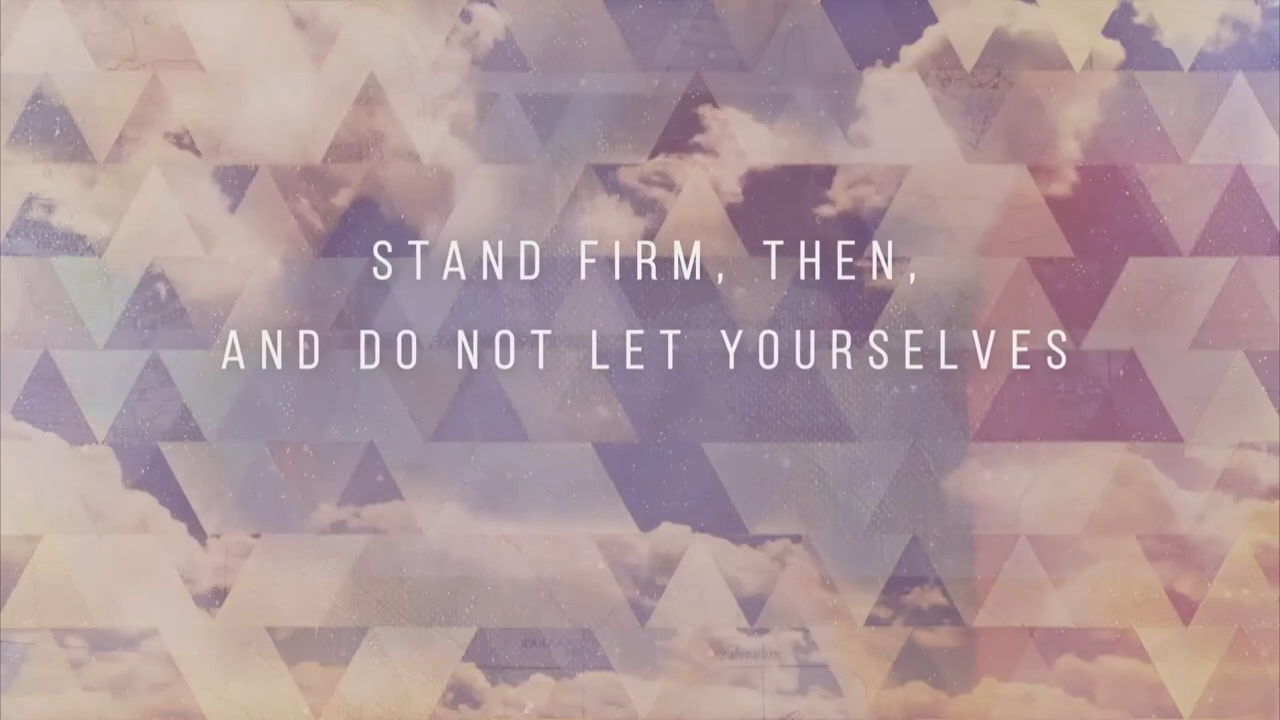 STAND FIRM, THEN,
AND DO NOT LET YOURSELVES